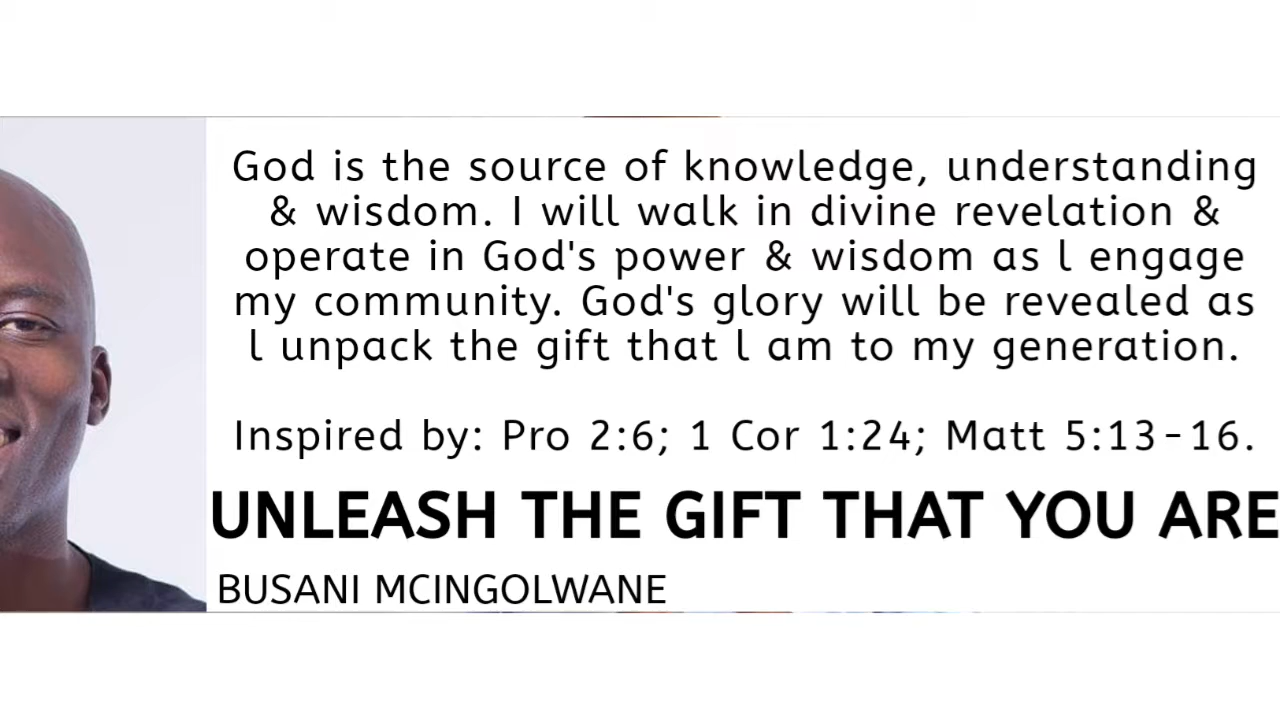 God is the source of knowledge, understanding
& wisdom. I will walk in divine revelation &
operate in God's power & wisdom as l engage
my community. God's glory will be revealed as
l unpack the gift that l am to my generation.
Inspired by: Pro 2:6; 1 Cor 1:24; Matt 5:13-16.
UNLEASH THE GIFT THAT YOU ARE
BUSANI MCINGOLWANE